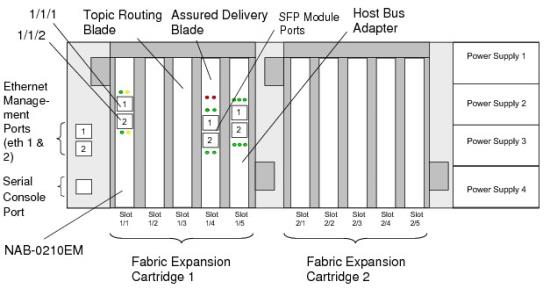 1/1/1
1/1/2
Topic Routing
Blade
Assured Delivery
Blade
SFP Module
Ports
Host Bus
Adapter
Power Supply 1
Power Supply 2
Power Supply 3
Power Supply 4
Ethernet
Manage-
ment
Ports
(eth 1 &
2)
1
2
Serial
Console
Port
1
2
1
2
1
2
Slot
1/1
Slot
1/2
Slot
1/3
Slot
1/4
Slot
1/5
Slot
2/1
Slot
2/2
Slot
2/3
Slot
2/4
Slot
2/5
NAB-0210EM
Fabric Expansion
Cartridge 1
Fabric Expansion
Cartridge 2